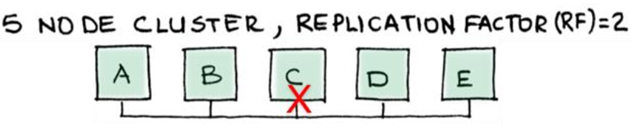 5 NODE CLUSTER, REPLICATION FACTOR (RF)=2
A B C D E